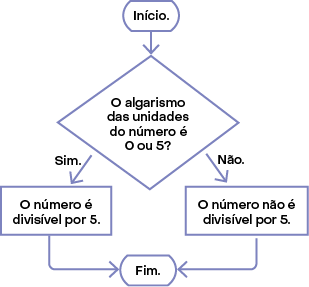 Início.
O algarismo
das unidades
do número é
0 ou 5?
Sim.
Não.
O número é
divisível por 5.
O número não é
divisível por 5.
Fim.